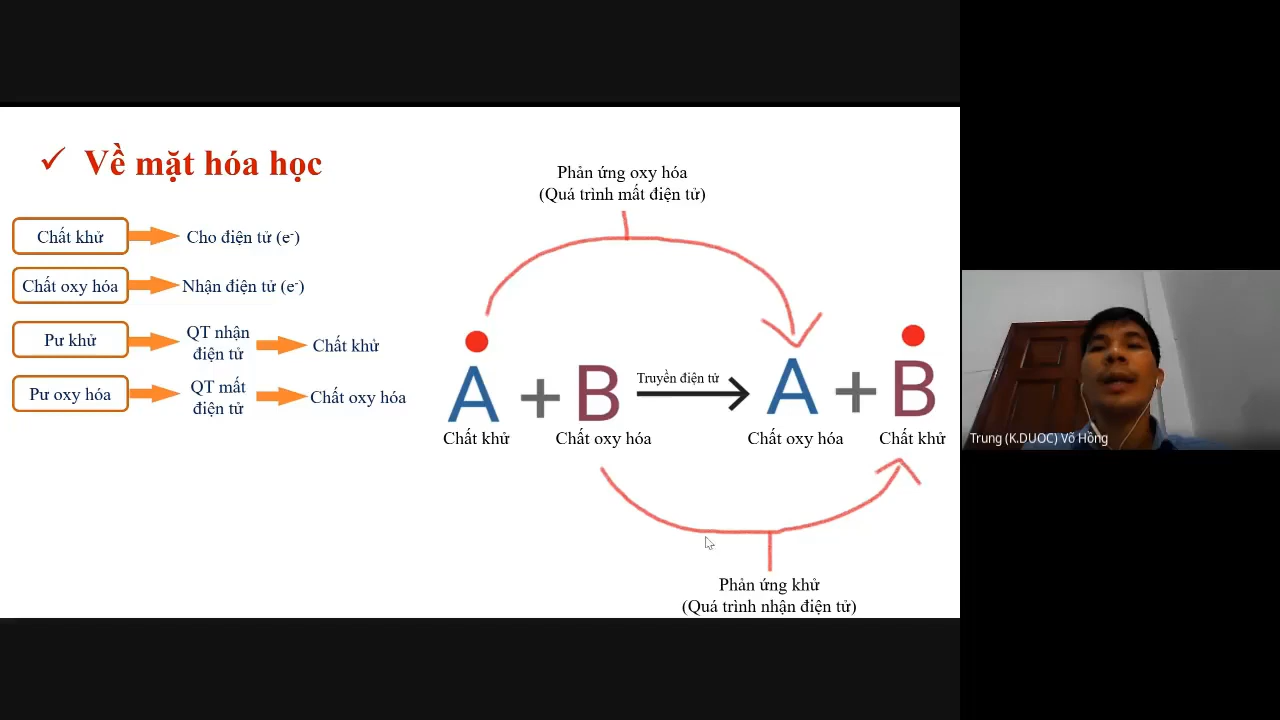 ✓ Về mặt hóa học
Chất khử
Cho điện tử (e⁻)
Chất oxy hóa
Nhận điện tử (e⁻)
Pư khử
QT nhận
điện tử
Chất khử
Pư oxy hóa
QT mất
điện tử
Chất oxy hóa
Phản ứng oxy hóa
(Quá trình mất điện tử)
A + B
Truyền điện tử
A + B
Chất khử
Chất oxy hóa
Chất oxy hóa
Chất khử
Phản ứng khử
(Quá trình nhận điện tử)
Trung (K.DUOC) Võ Hồng